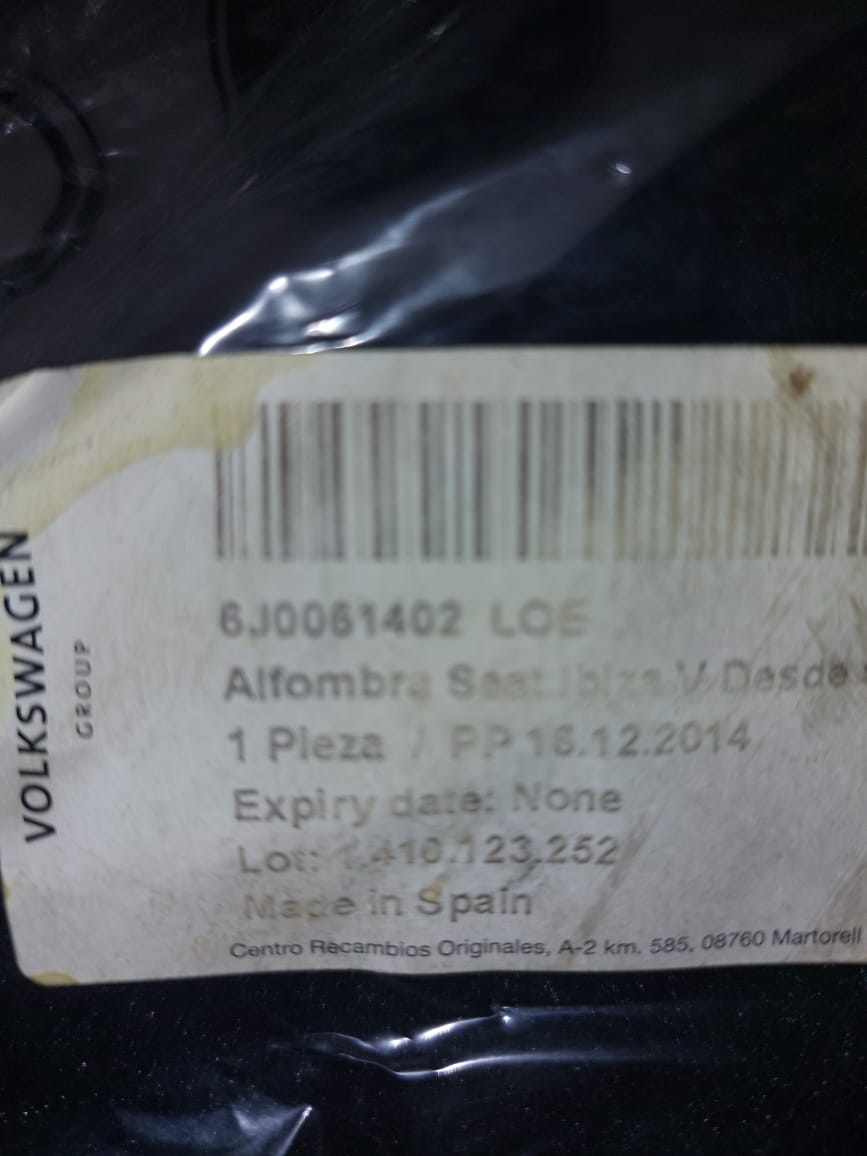 VOLKSWAGEN
GROUP
6J0061402 LOE
Alfombra Seat Ibiza V Desde
1 Pieza / PP 16.12.2014
Expiry date: None
Lot: 1.410.123.252
Made in Spain
Centro Recambios Originales, A-2 km. 585, 08760 Martorell